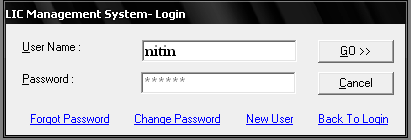 LIC Management System- Login
User Name : nitin GO >>
Password : ****** Cancel
Forgot Password Change Password New User Back To Login